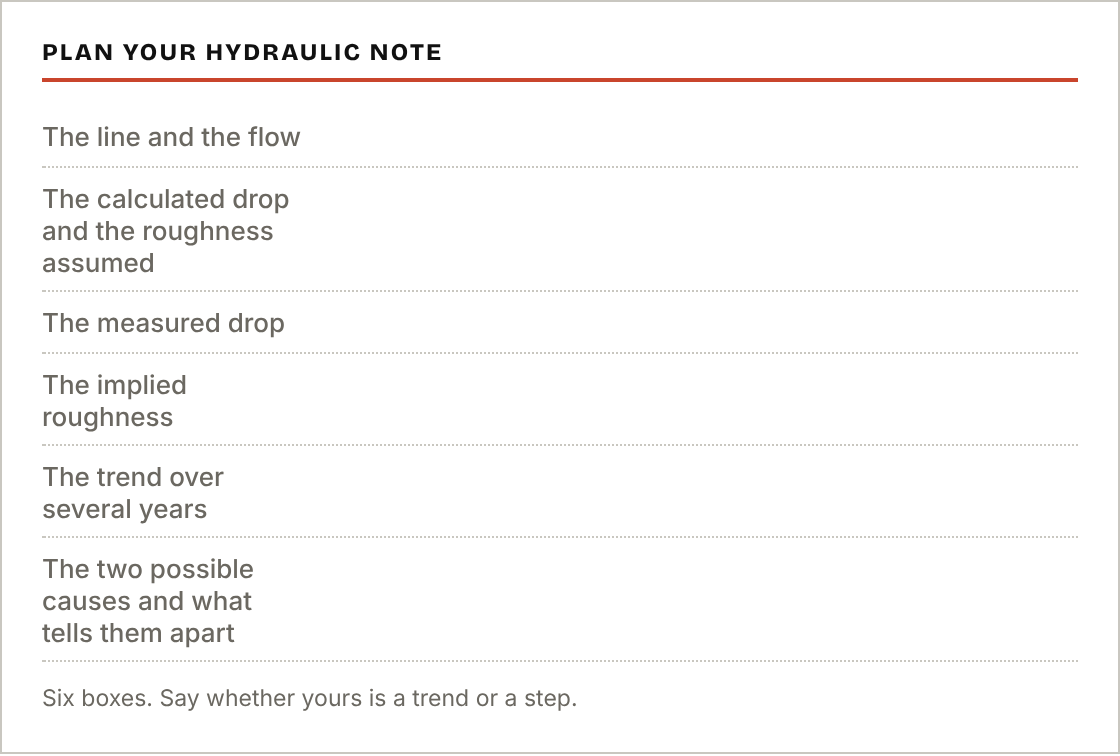 PLAN YOUR HYDRAULIC NOTE
The line and the flow
The calculated drop
and the roughness
assumed
The measured drop
The implied
roughness
The trend over
several years
The two possible
causes and what
tells them apart
Six boxes. Say whether yours is a trend or a step.